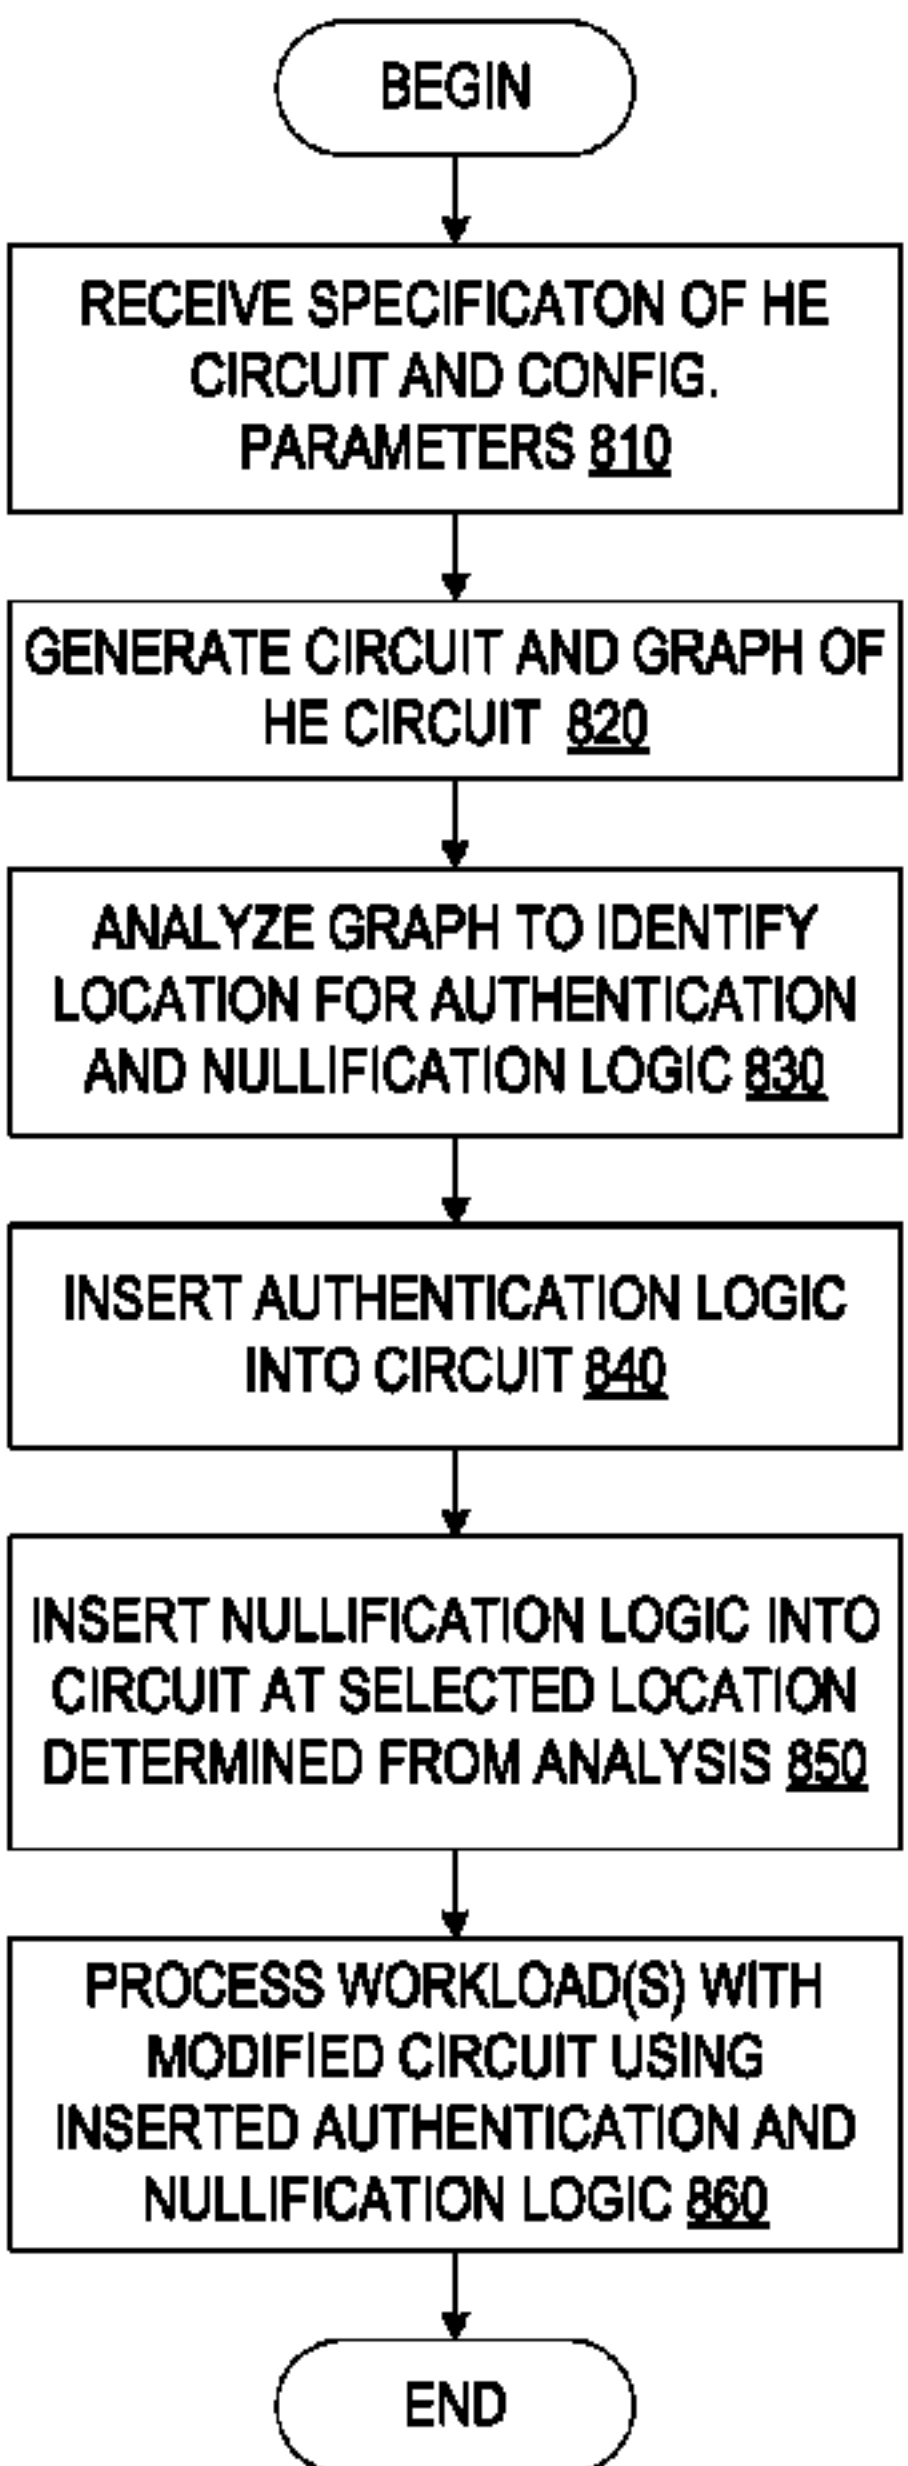 BEGIN
RECEIVE SPECIFICATON OF HE
CIRCUIT AND CONFIG.
PARAMETERS 810
GENERATE CIRCUIT AND GRAPH OF
HE CIRCUIT 820
ANALYZE GRAPH TO IDENTIFY
LOCATION FOR AUTHENTICATION
AND NULLIFICATION LOGIC 830
INSERT AUTHENTICATION LOGIC
INTO CIRCUIT 840
INSERT NULLIFICATION LOGIC INTO
CIRCUIT AT SELECTED LOCATION
DETERMINED FROM ANALYSIS 850
PROCESS WORKLOAD(S) WITH
MODIFIED CIRCUIT USING
INSERTED AUTHENTICATION AND
NULLIFICATION LOGIC 860
END